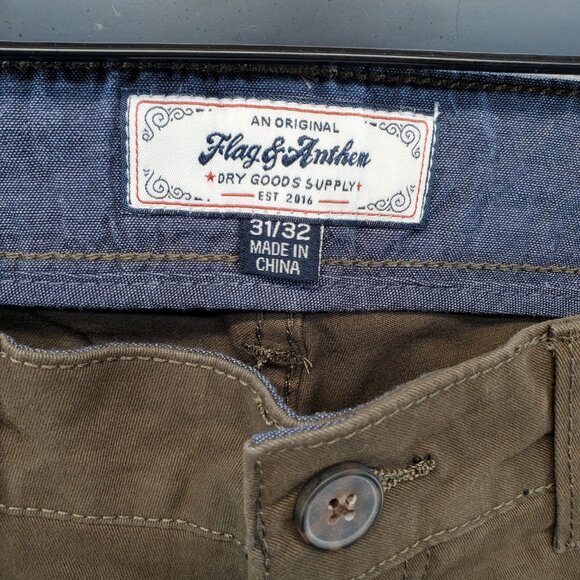 AN ORIGINAL
Flag & Anthem
★DRY GOODS SUPPLY★
EST 2016
31/32
MADE IN
CHINA